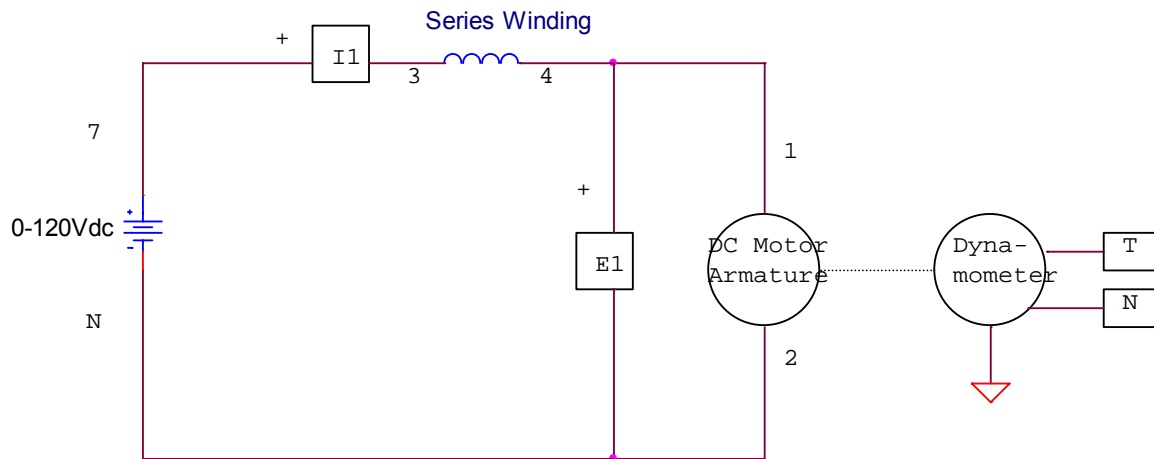 Series Winding
+
I1
3
4
7
1
+
0-120Vdc
+
-
E1
DC Motor
Armature
Dyna-
mometer
T
N
N
2